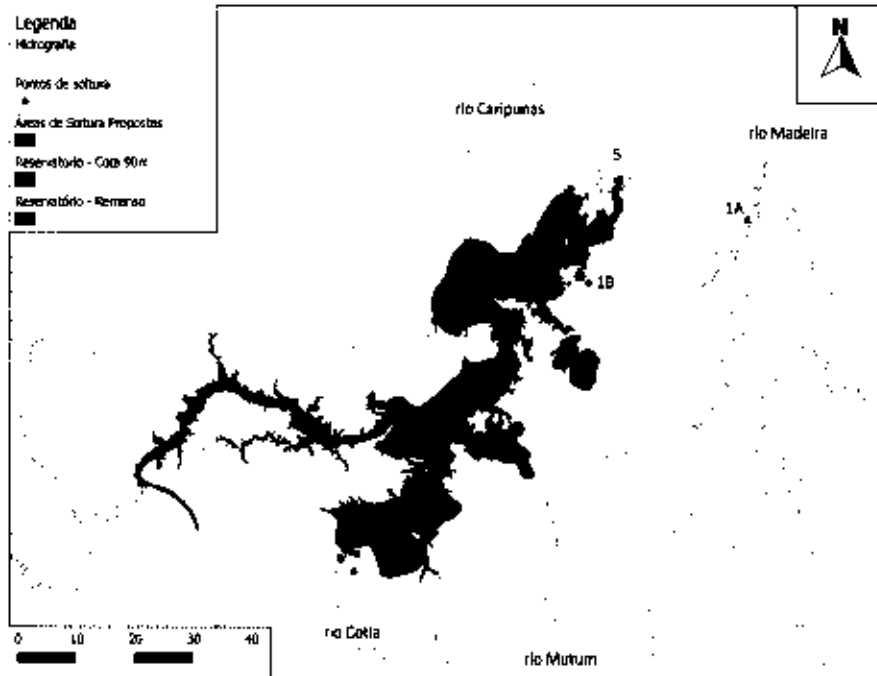 Legenda
Hidrografia
Pontos de soltura
Áreas de Soltura Propostas
Reservatório - Cota 90m
Reservatório - Remanso
N
rio Caripunas
rio Madeira
5
1A
1B
rio Cotia
rio Mutum
0 10 20 30 40